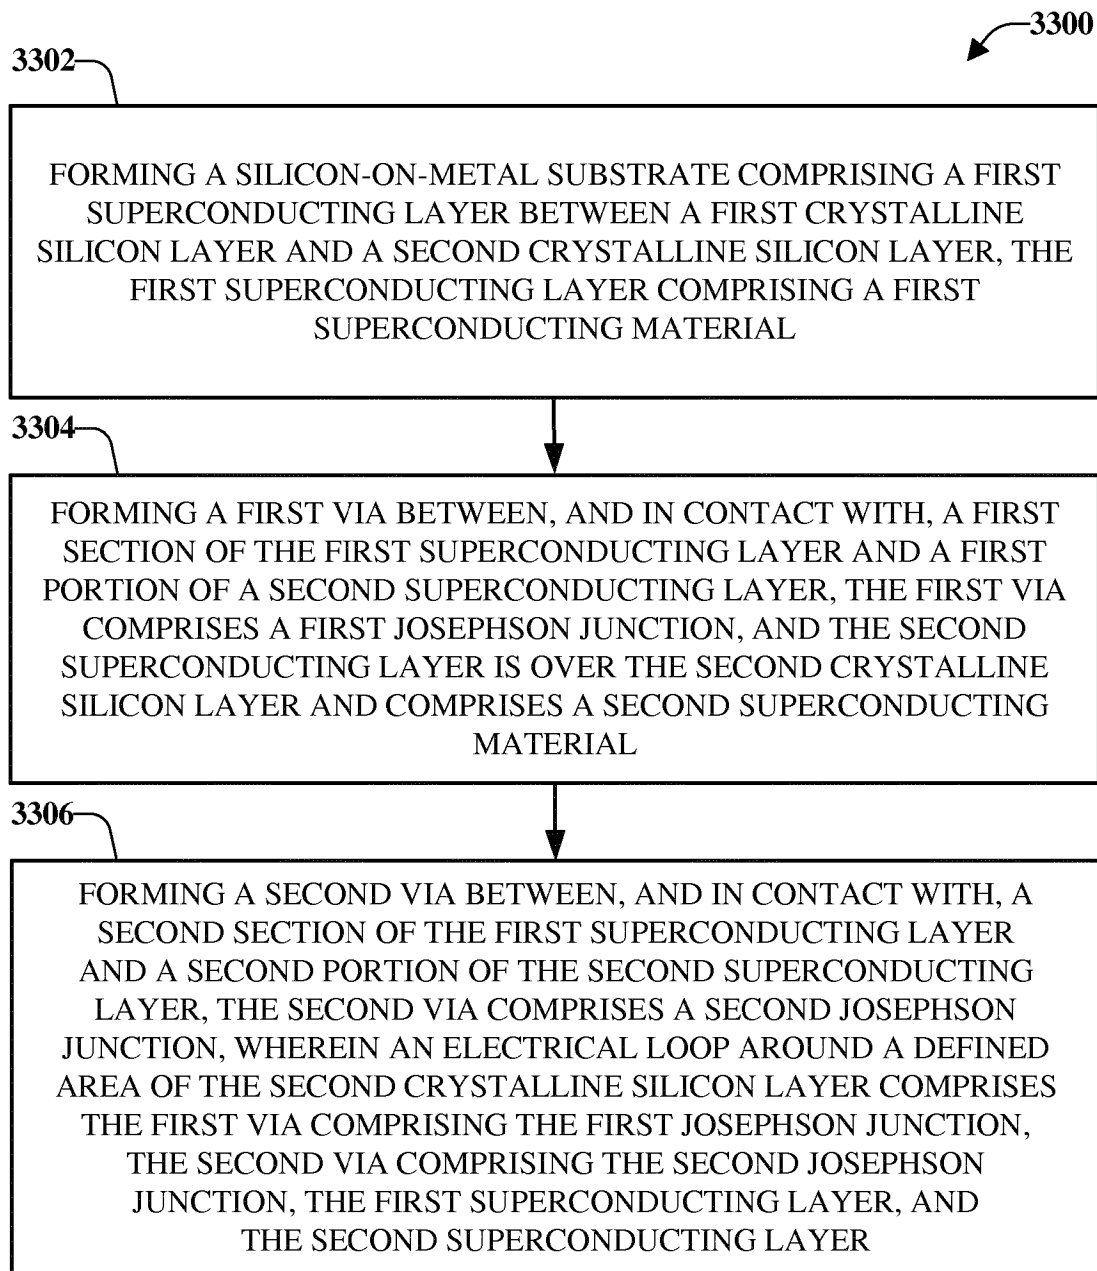 3300
3302
FORMING A SILICON-ON-METAL SUBSTRATE COMPRISING A FIRST
SUPERCONDUCTING LAYER BETWEEN A FIRST CRYSTALLINE
SILICON LAYER AND A SECOND CRYSTALLINE SILICON LAYER, THE
FIRST SUPERCONDUCTING LAYER COMPRISING A FIRST
SUPERCONDUCTING MATERIAL
3304
FORMING A FIRST VIA BETWEEN, AND IN CONTACT WITH, A FIRST
SECTION OF THE FIRST SUPERCONDUCTING LAYER AND A FIRST
PORTION OF A SECOND SUPERCONDUCTING LAYER, THE FIRST VIA
COMPRISES A FIRST JOSEPHSON JUNCTION, AND THE SECOND
SUPERCONDUCTING LAYER IS OVER THE SECOND CRYSTALLINE
SILICON LAYER AND COMPRISES A SECOND SUPERCONDUCTING
MATERIAL
3306
FORMING A SECOND VIA BETWEEN, AND IN CONTACT WITH, A
SECOND SECTION OF THE FIRST SUPERCONDUCTING LAYER
AND A SECOND PORTION OF THE SECOND SUPERCONDUCTING
LAYER, THE SECOND VIA COMPRISES A SECOND JOSEPHSON
JUNCTION, WHEREIN AN ELECTRICAL LOOP AROUND A DEFINED
AREA OF THE SECOND CRYSTALLINE SILICON LAYER COMPRISES
THE FIRST VIA COMPRISING THE FIRST JOSEPHSON JUNCTION,
THE SECOND VIA COMPRISING THE SECOND JOSEPHSON
JUNCTION, THE FIRST SUPERCONDUCTING LAYER, AND
THE SECOND SUPERCONDUCTING LAYER